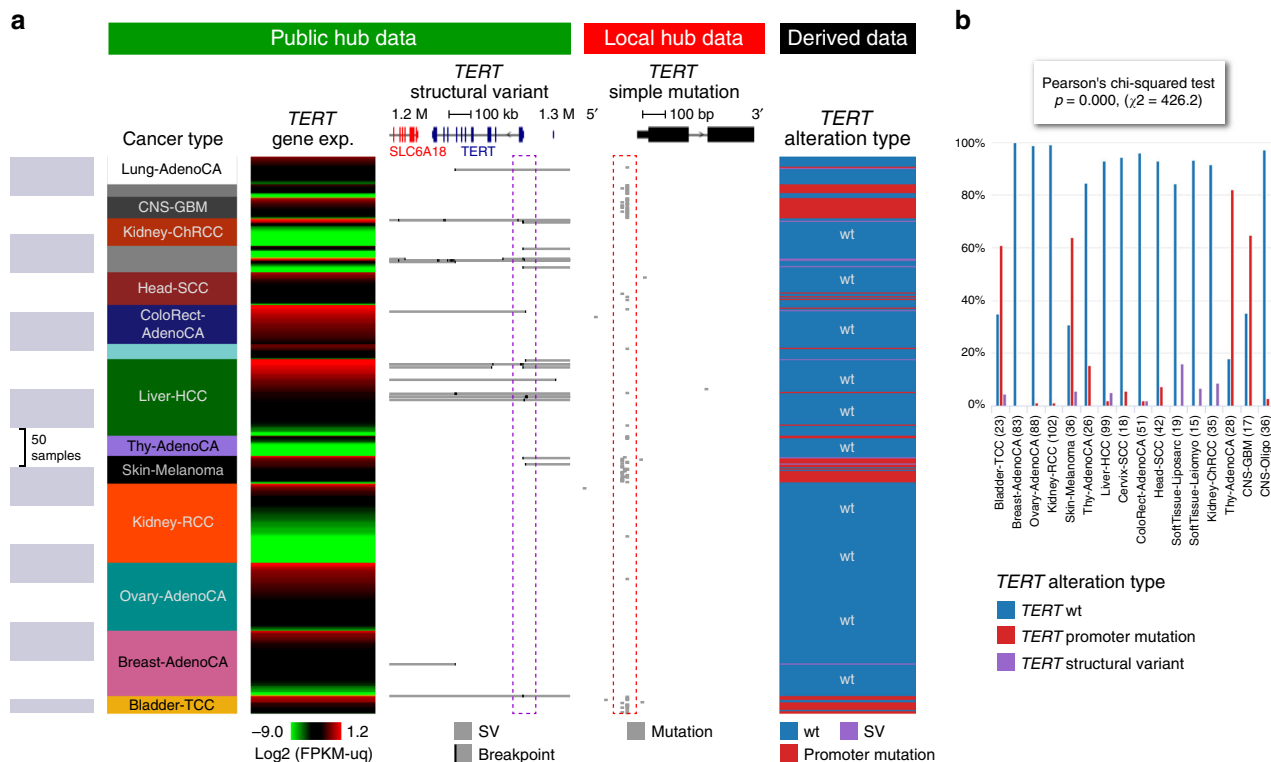 a
Public hub data
Local hub data
Derived data
Cancer type
TERT
gene exp.
TERT
structural variant
1.2 M
100 kb
1.3 M
SLC6A18
TERT
TERT
simple mutation
5′
100 bp
3′
TERT
alteration type
Lung-AdenoCA
CNS-GBM
Kidney-ChRCC
Head-SCC
ColoRect-
AdenoCA
Liver-HCC
Thy-AdenoCA
Skin-Melanoma
Kidney-RCC
Ovary-AdenoCA
Breast-AdenoCA
Bladder-TCC
50
samples
wt
wt
wt
wt
wt
wt
wt
wt
wt
wt
−9.0
1.2
Log2 (FPKM-uq)
SV
Breakpoint
Mutation
wt
SV
Promoter mutation
b
Pearson's chi-squared test
p = 0.000, (χ2 = 426.2)
100%
80%
60%
40%
20%
0%
Bladder-TCC (23)
Breast-AdenoCA (83)
Ovary-AdenoCA (88)
Kidney-RCC (102)
Skin-Melanoma (36)
Thy-AdenoCA (26)
Liver-HCC (99)
Cervix-SCC (18)
ColoRect-AdenoCA (51)
Head-SCC (42)
SoftTissue-Liposarc (19)
SoftTissue-Leiomyo (15)
Kidney-ChRCC (35)
Thy-AdenoCA (28)
CNS-GBM (17)
CNS-Oligo (36)
TERT alteration type
TERT wt
TERT promoter mutation
TERT structural variant